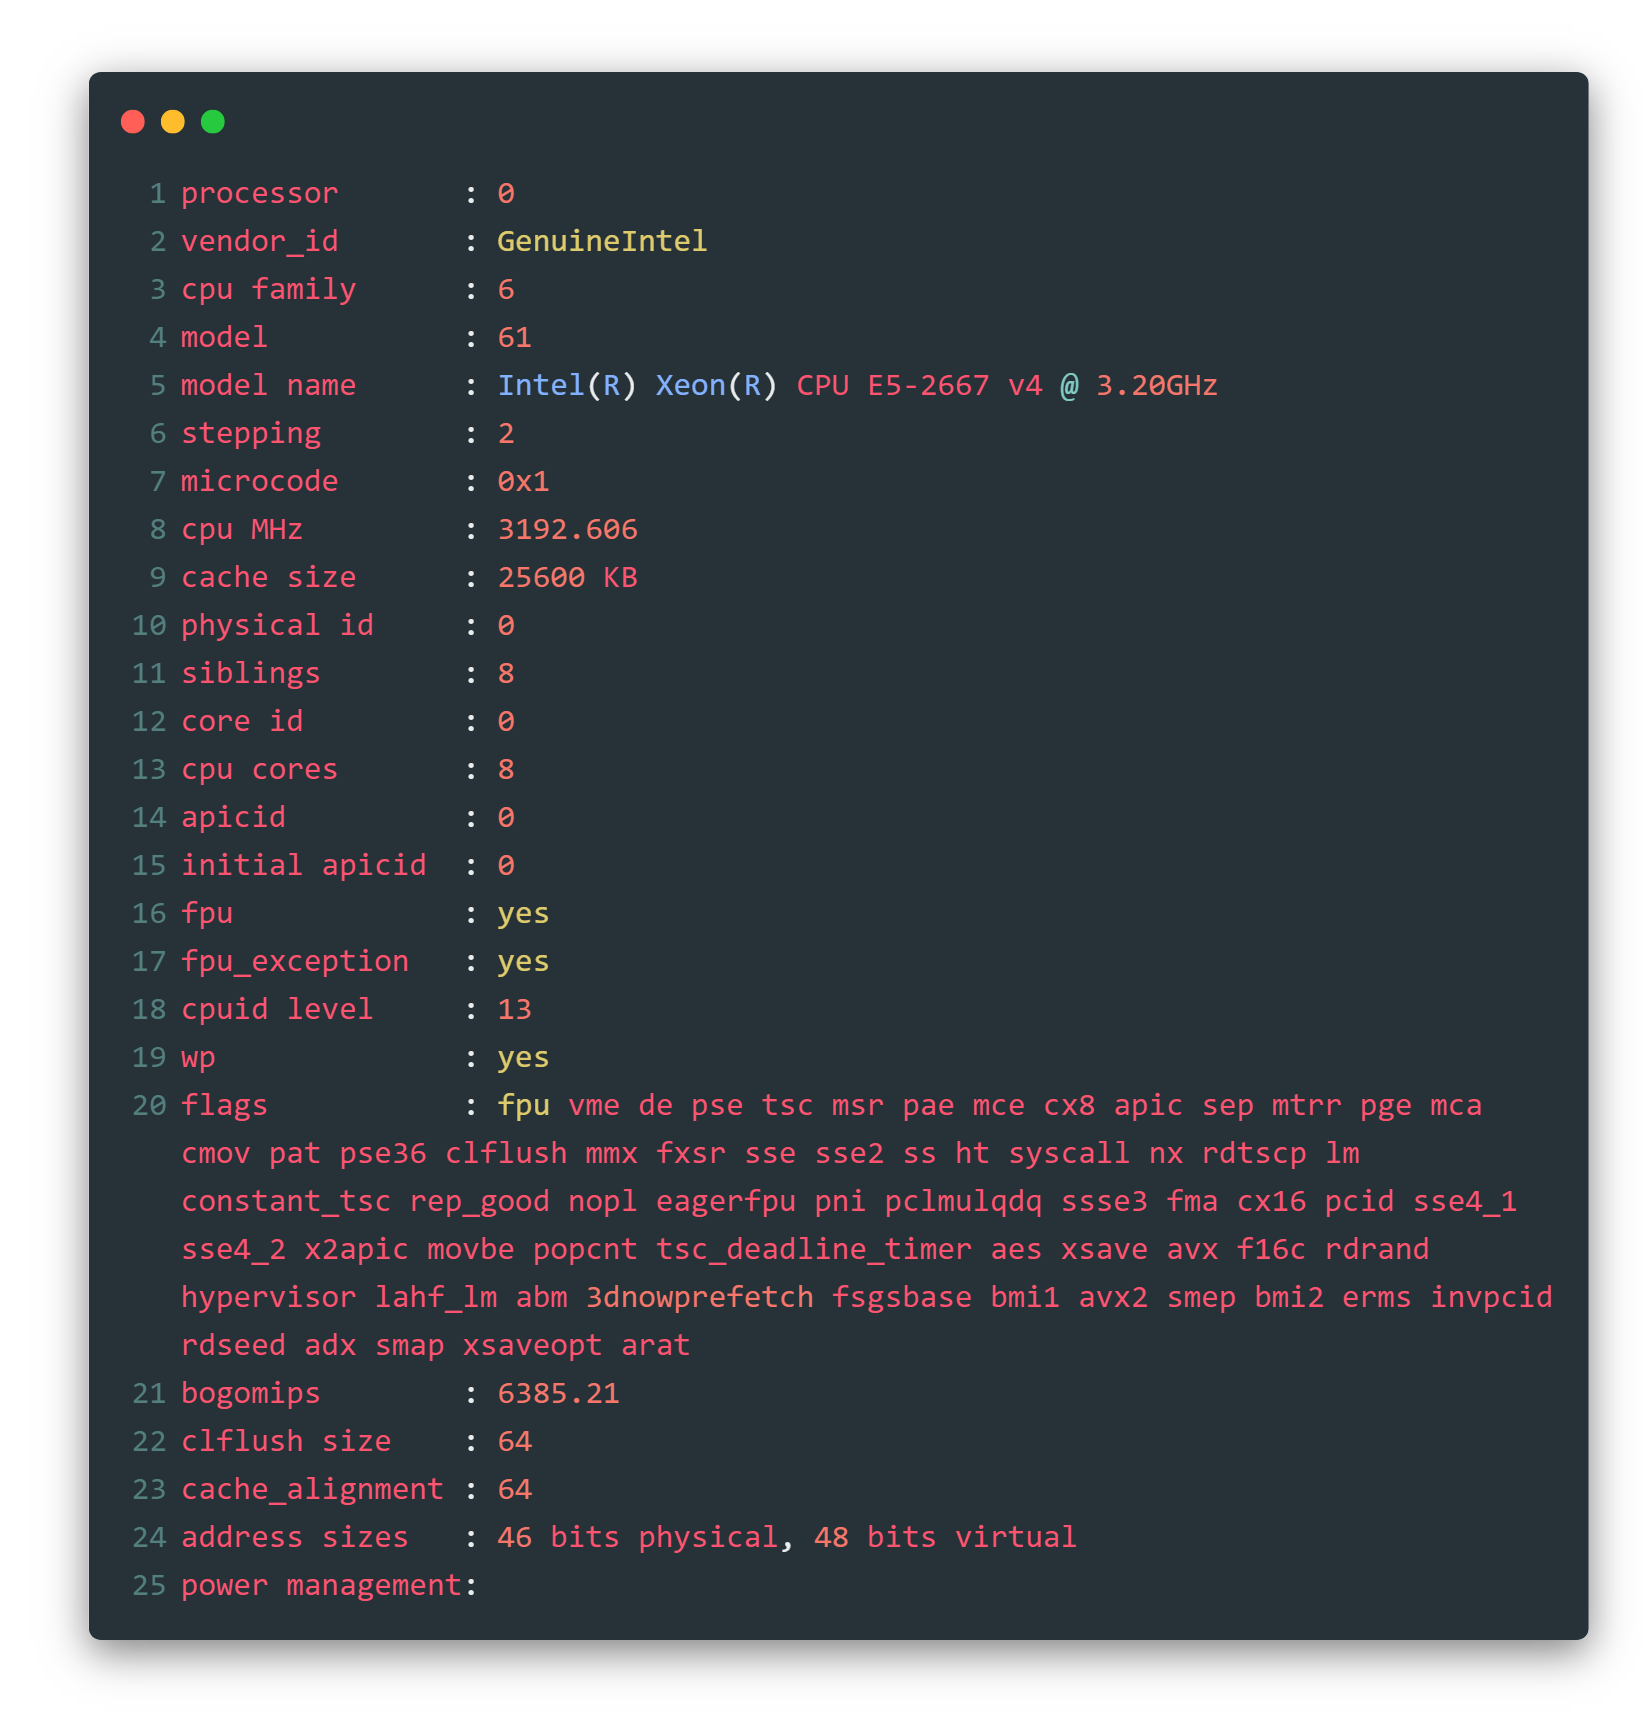 1 processor : 0
2 vendor_id : GenuineIntel
3 cpu family : 6
4 model : 61
5 model name : Intel(R) Xeon(R) CPU E5-2667 v4 @ 3.20GHz
6 stepping : 2
7 microcode : 0x1
8 cpu MHz : 3192.606
9 cache size : 25600 KB
10 physical id : 0
11 siblings : 8
12 core id : 0
13 cpu cores : 8
14 apicid : 0
15 initial apicid : 0
16 fpu : yes
17 fpu_exception : yes
18 cpuid level : 13
19 wp : yes
20 flags : fpu vme de pse tsc msr pae mce cx8 apic sep mtrr pge mca
cmov pat pse36 clflush mmx fxsr sse sse2 ss ht syscall nx rdtscp lm
constant_tsc rep_good nopl eagerfpu pni pclmulqdq ssse3 fma cx16 pcid sse4_1
sse4_2 x2apic movbe popcnt tsc_deadline_timer aes xsave avx f16c rdrand
hypervisor lahf_lm abm 3dnowprefetch fsgsbase bmi1 avx2 smep bmi2 erms invpcid
rdseed adx smap xsaveopt arat
21 bogomips : 6385.21
22 clflush size : 64
23 cache_alignment : 64
24 address sizes : 46 bits physical, 48 bits virtual
25 power management: